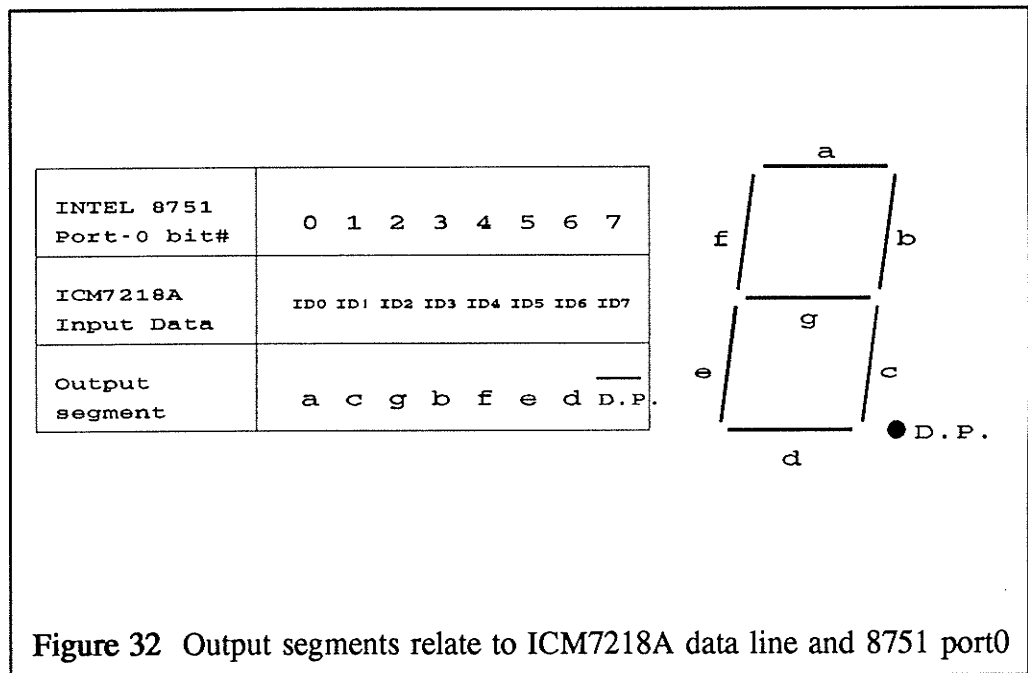 INTEL 8751
Port-0 bit# 0 1 2 3 4 5 6 7
ICM7218A
Input Data ID0 ID1 ID2 ID3 ID4 ID5 ID6 ID7
Output
segment a c g b f e d D.P.
a
f b
g
e c
D.P.
d
Figure 32 Output segments relate to ICM7218A data line and 8751 port0